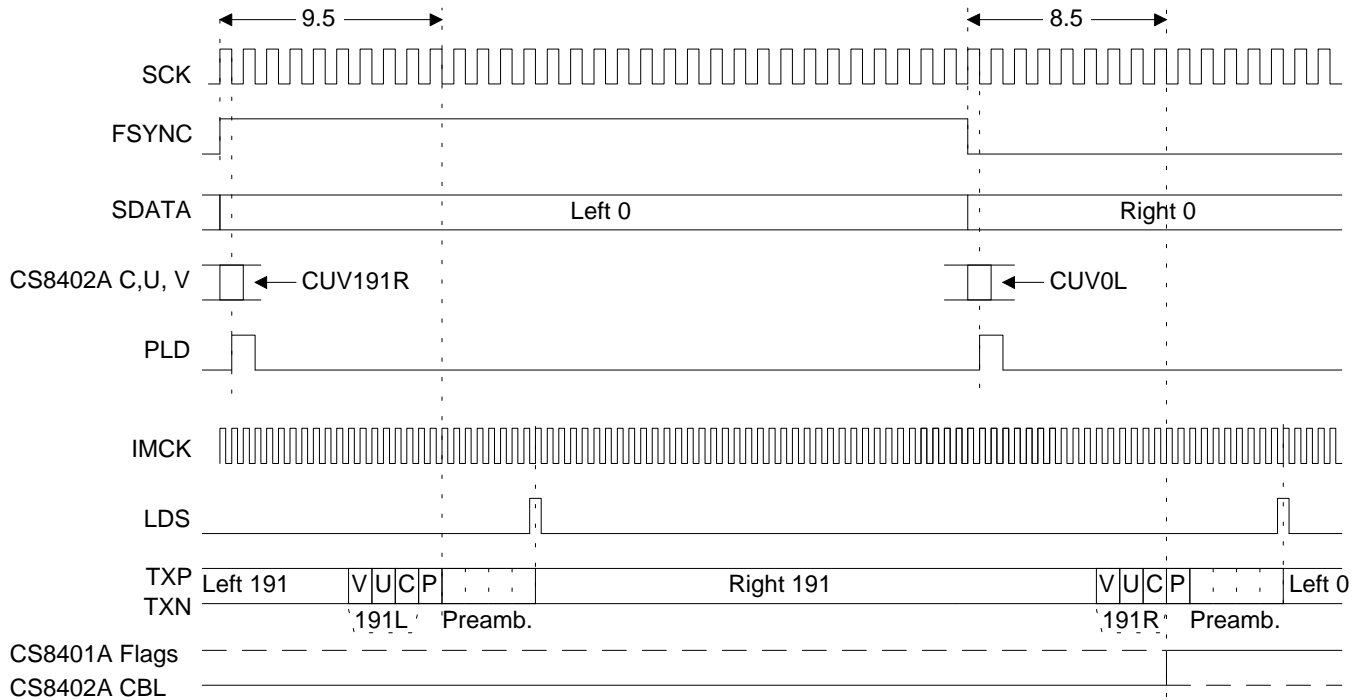 9.5
8.5
SCK
FSYNC
SDATA
Left 0
Right 0
CS8402A C,U, V
CUV191R
CUV0L
PLD
IMCK
LDS
TXP
TXN
Left 191
V U C P
Right 191
V U C P
Left 0
191L
Preamb.
191R
Preamb.
CS8401A Flags
CS8402A CBL